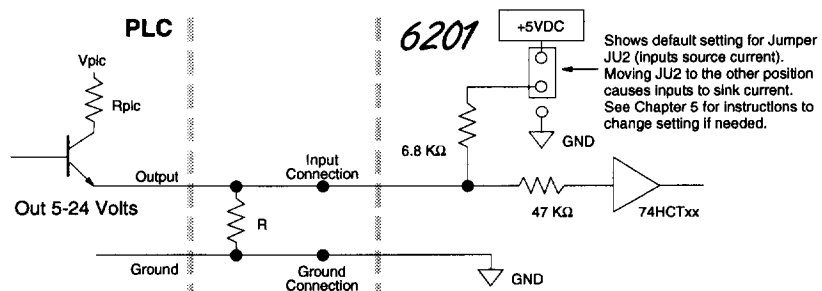 PLC
6201
+5VDC
Shows default setting for Jumper
JU2 (inputs source current).
Moving JU2 to the other position
causes inputs to sink current.
See Chapter 5 for instructions to
change setting if needed.
Vplc
Rplc
GND
6.8 KΩ
Output
Input
Connection
Out 5-24 Volts
R
47 KΩ
74HCTxx
Ground
Ground
Connection
GND